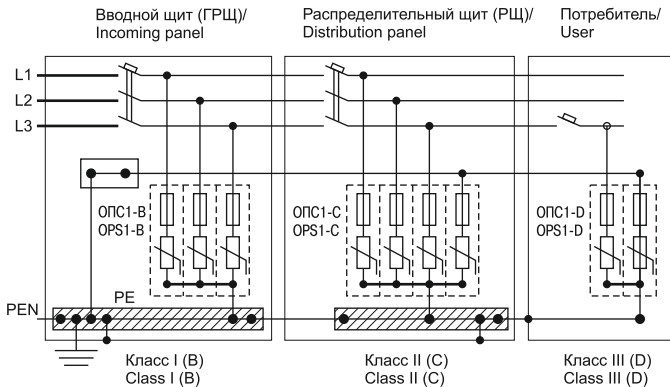 Вводной щит (ГРЩ)/
Incoming panel
Распределительный щит (РЩ)/
Distribution panel
Потребитель/
User
L1
L2
L3
ОПС1-В
OPS1-B
ОПС1-С
OPS1-C
ОПС1-D
OPS1-D
PEN
PE
Класс I (В)
Class I (B)
Класс II (С)
Class II (C)
Класс III (D)
Class III (D)